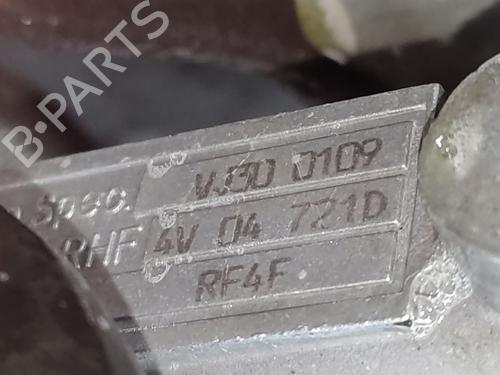 B-PARTS
Spec. VJ30 0109
RHF 4V 04 721D
RF4F